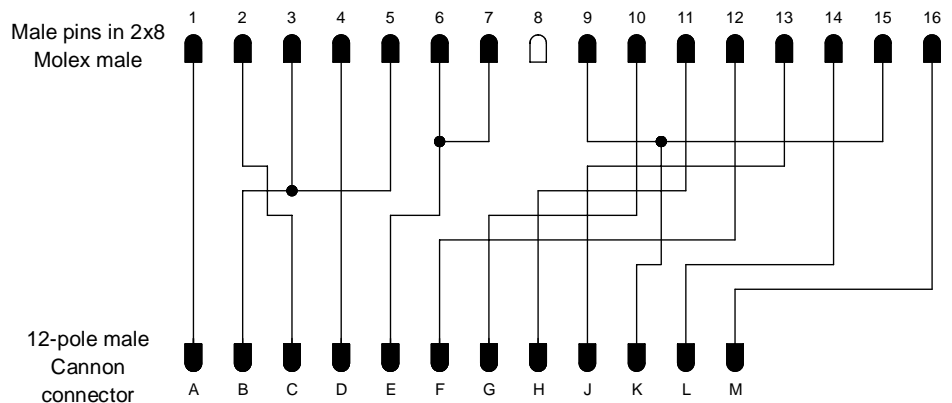 1 2 3 4 5 6 7 8 9 10 11 12 13 14 15 16
Male pins in 2x8
Molex male
12-pole male
Cannon
connector
A B C D E F G H J K L M